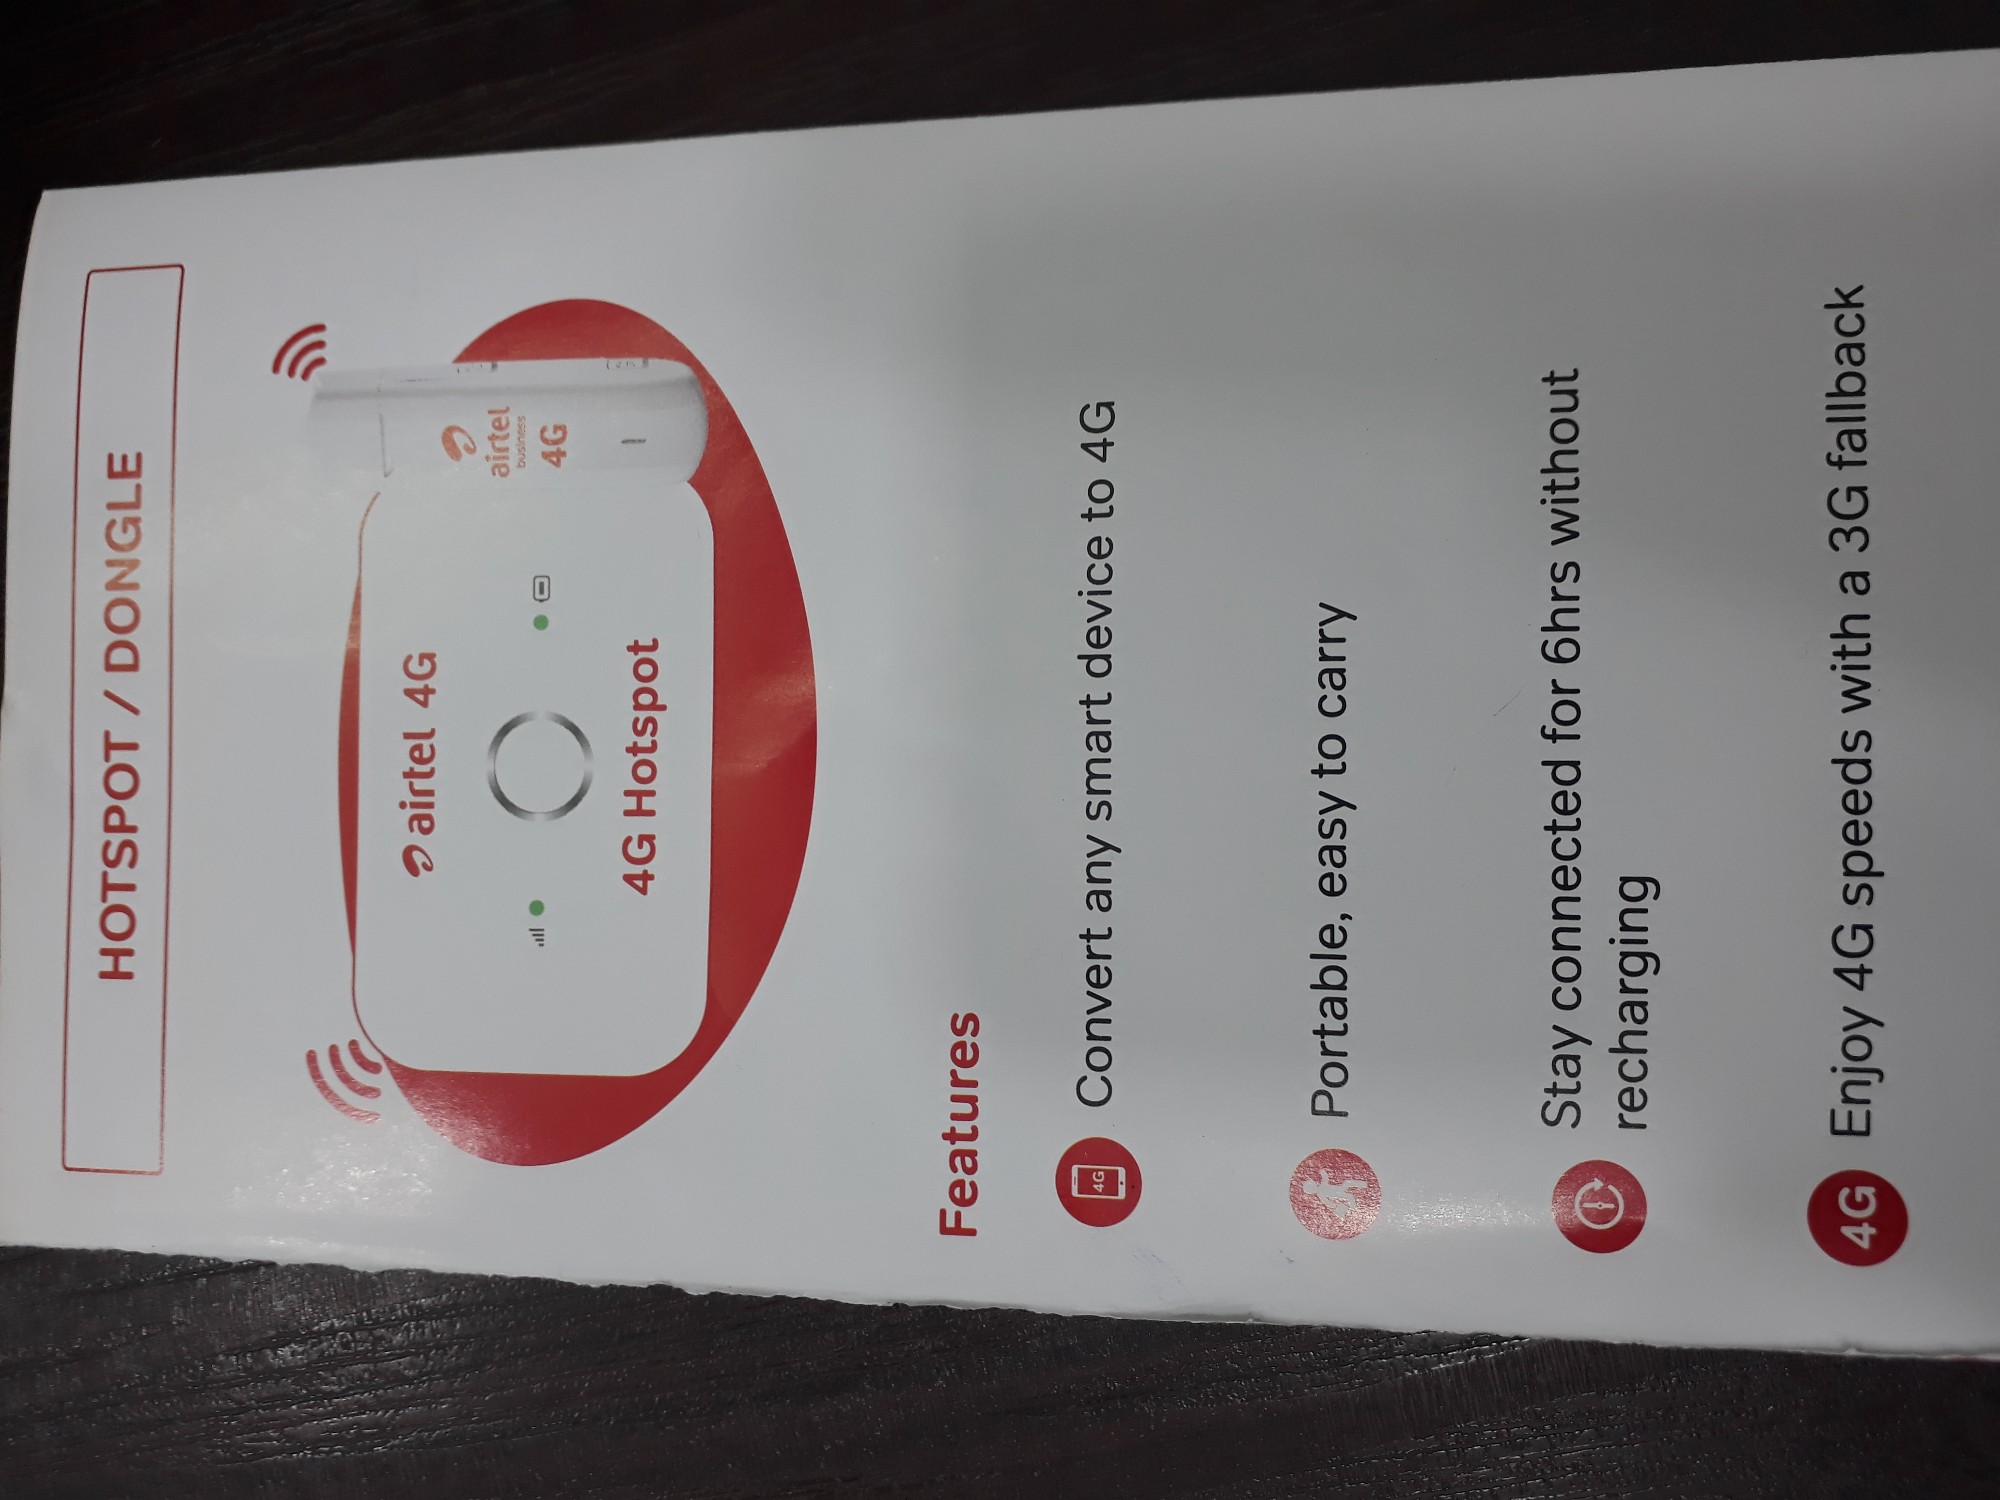 HOTSPOT / DONGLE
airtel 4G
4G Hotspot
airtel
business
4G
Features
4G
Convert any smart device to 4G
Portable, easy to carry
Stay connected for 6hrs without
recharging
4G
Enjoy 4G speeds with a 3G fallback